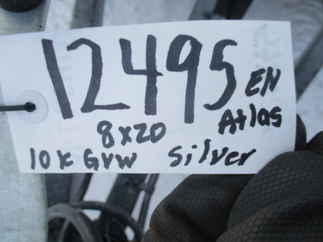 12495 EN
8x20 Atlas
10K GVW Silver